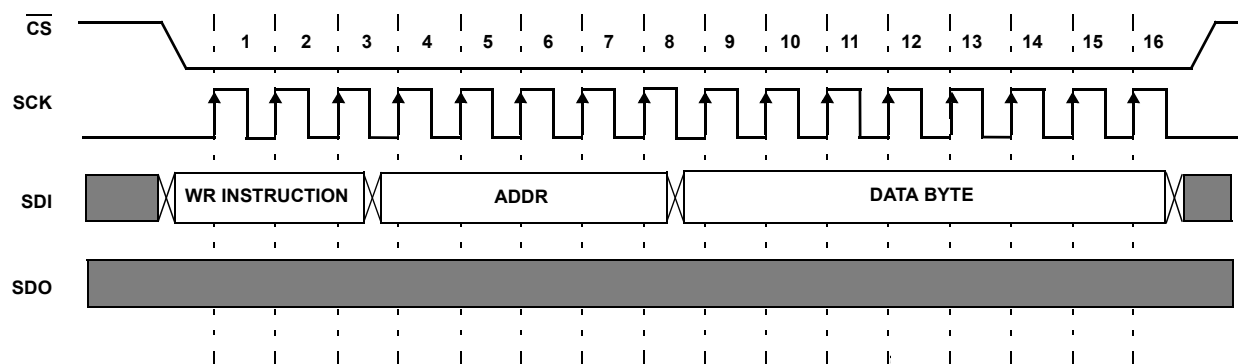 CS
1 2 3 4 5 6 7 8 9 10 11 12 13 14 15 16
SCK
SDI WR INSTRUCTION ADDR DATA BYTE
SDO